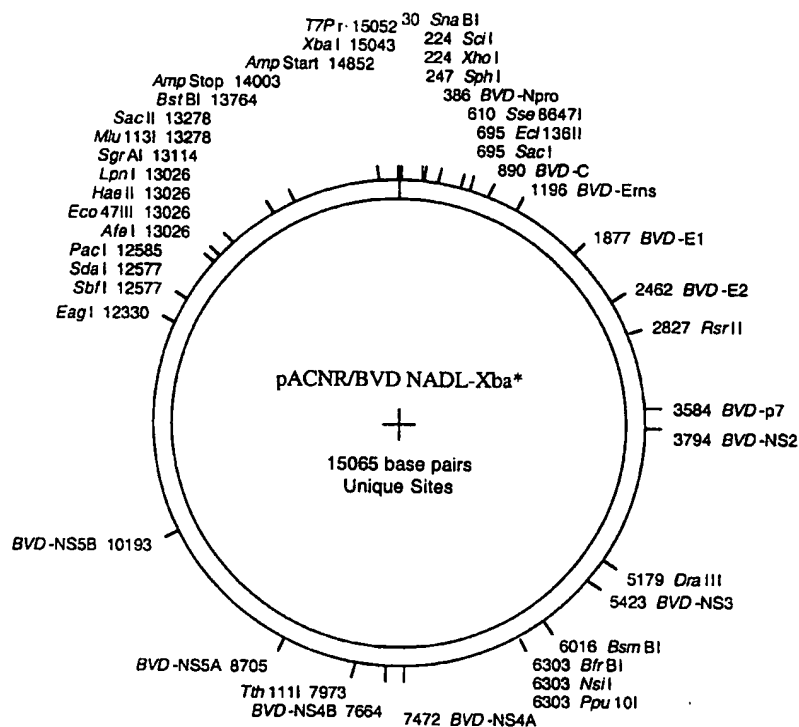 T7Pr 15052
XbaI 15043
Amp Start 14852
Amp Stop 14003
BstBI 13764
SacII 13278
Mlu113I 13278
SgrAI 13114
LpnI 13026
HaeII 13026
Eco47III 13026
AfeI 13026
PacI 12585
SdaI 12577
SbfI 12577
EagI 12330
30 SnaBI
224 SciI
224 XhoI
247 SphI
386 BVD-Npro
610 Sse8647I
695 Ecl136II
695 SacI
890 BVD-C
1196 BVD-Erns
1877 BVD-E1
2462 BVD-E2
2827 RsrII
3584 BVD-p7
3794 BVD-NS2
pACNR/BVD NADL-Xba*
15065 base pairs
Unique Sites
5179 DraIII
5423 BVD-NS3
6016 BsmBI
6303 BfrBI
6303 NsiI
6303 Ppu10I
7472 BVD-NS4A
BVD-NS4B 7664
Tth111I 7973
BVD-NS5A 8705
BVD-NS5B 10193